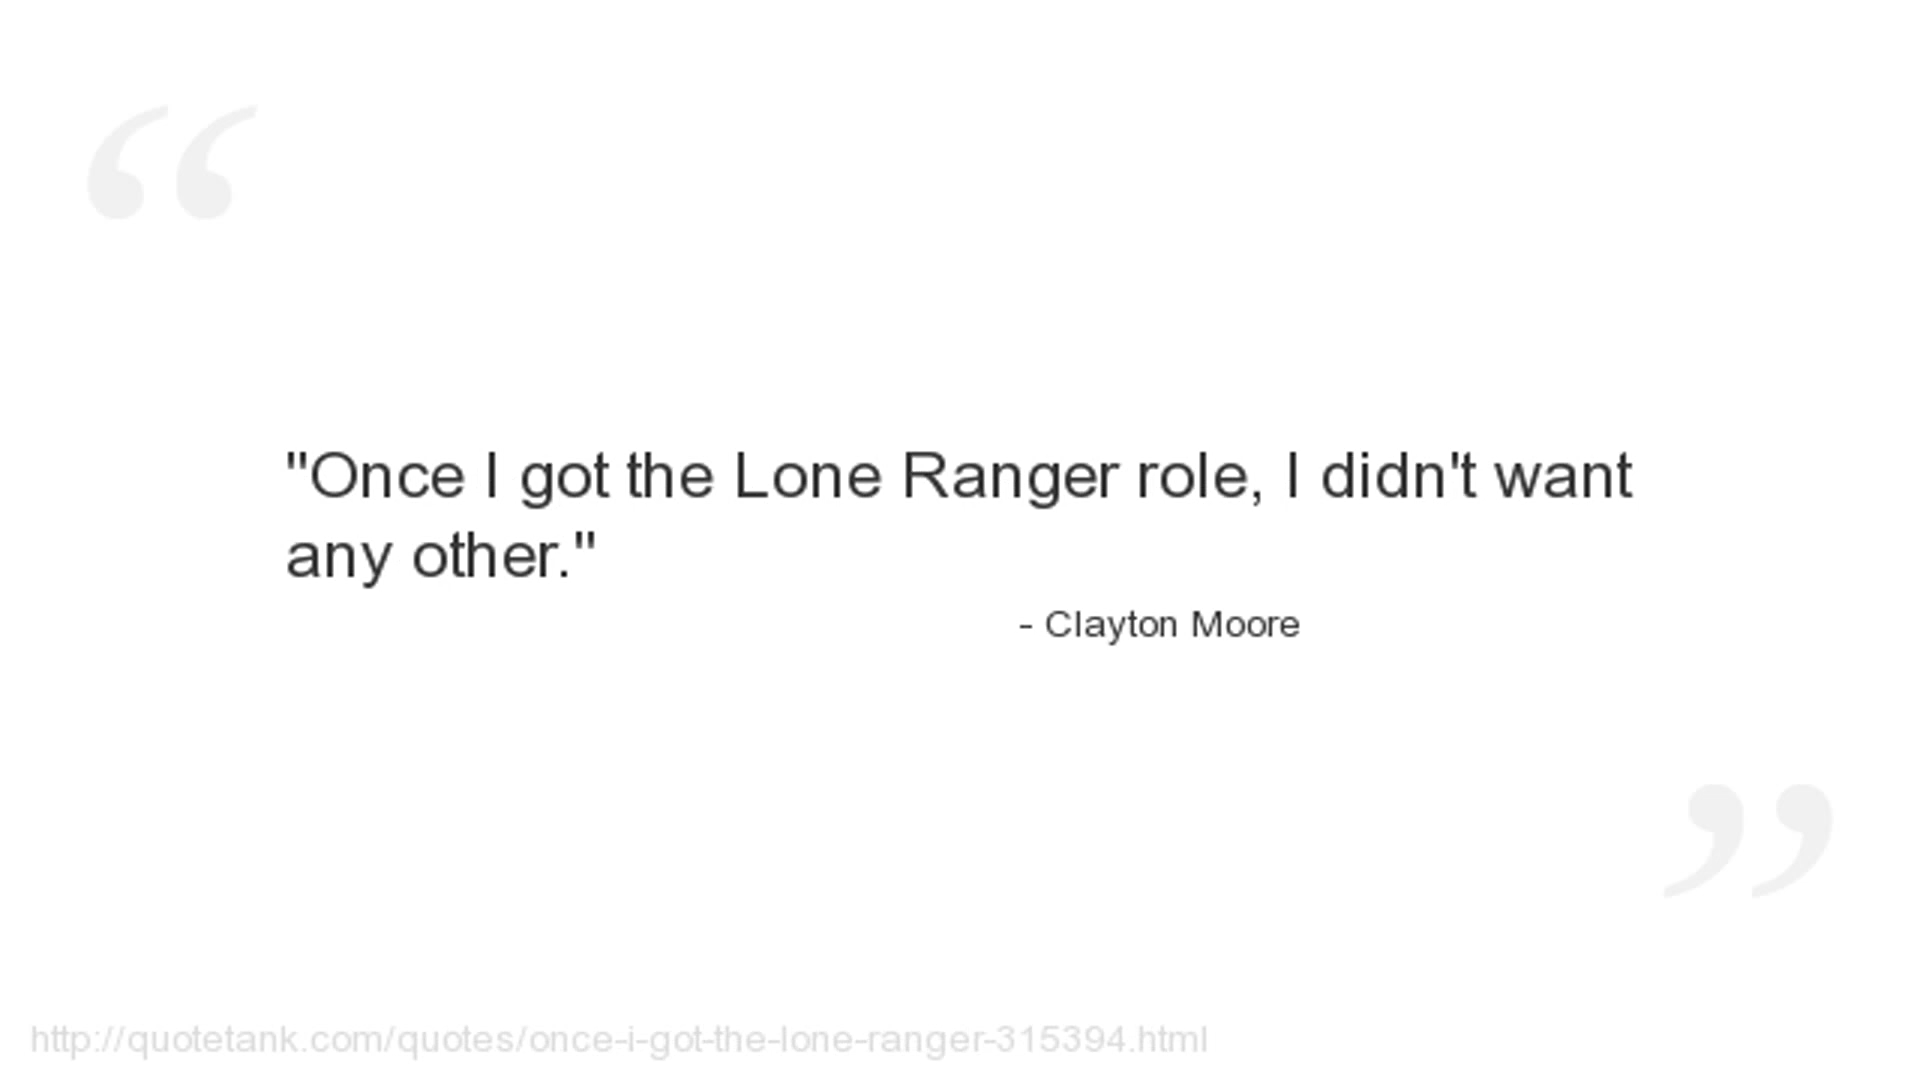 "Once I got the Lone Ranger role, I didn't want
any other."
- Clayton Moore
http://quotetank.com/quotes/once-i-got-the-lone-ranger-315394.html